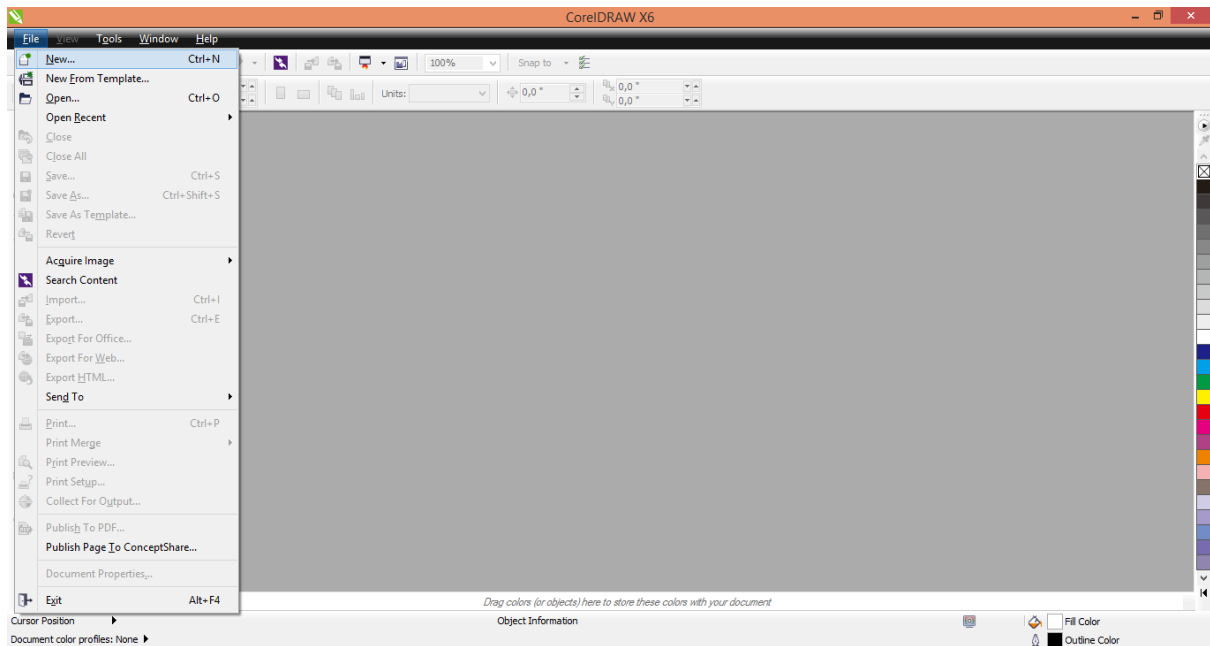 CorelDRAW X6
File View Tools Window Help
New... Ctrl+N
100% Snap to
New From Template...
Open... Ctrl+O
Units: 0,0 ° 0,0 °
0,0 °
Open Recent
Close
Close All
Save... Ctrl+S
Save As... Ctrl+Shift+S
Save As Template...
Revert
Acquire Image
Search Content
Import... Ctrl+I
Export... Ctrl+E
Export For Office...
Export For Web...
Export HTML...
Send To
Print... Ctrl+P
Print Merge
Print Preview...
Print Setup...
Collect For Output...
Publish To PDF...
Publish Page To ConceptShare...
Document Properties...
Exit Alt+F4
Drag colors (or objects) here to store these colors with your document
Cursor Position Object Information Fill Color
Document color profiles: None Outline Color